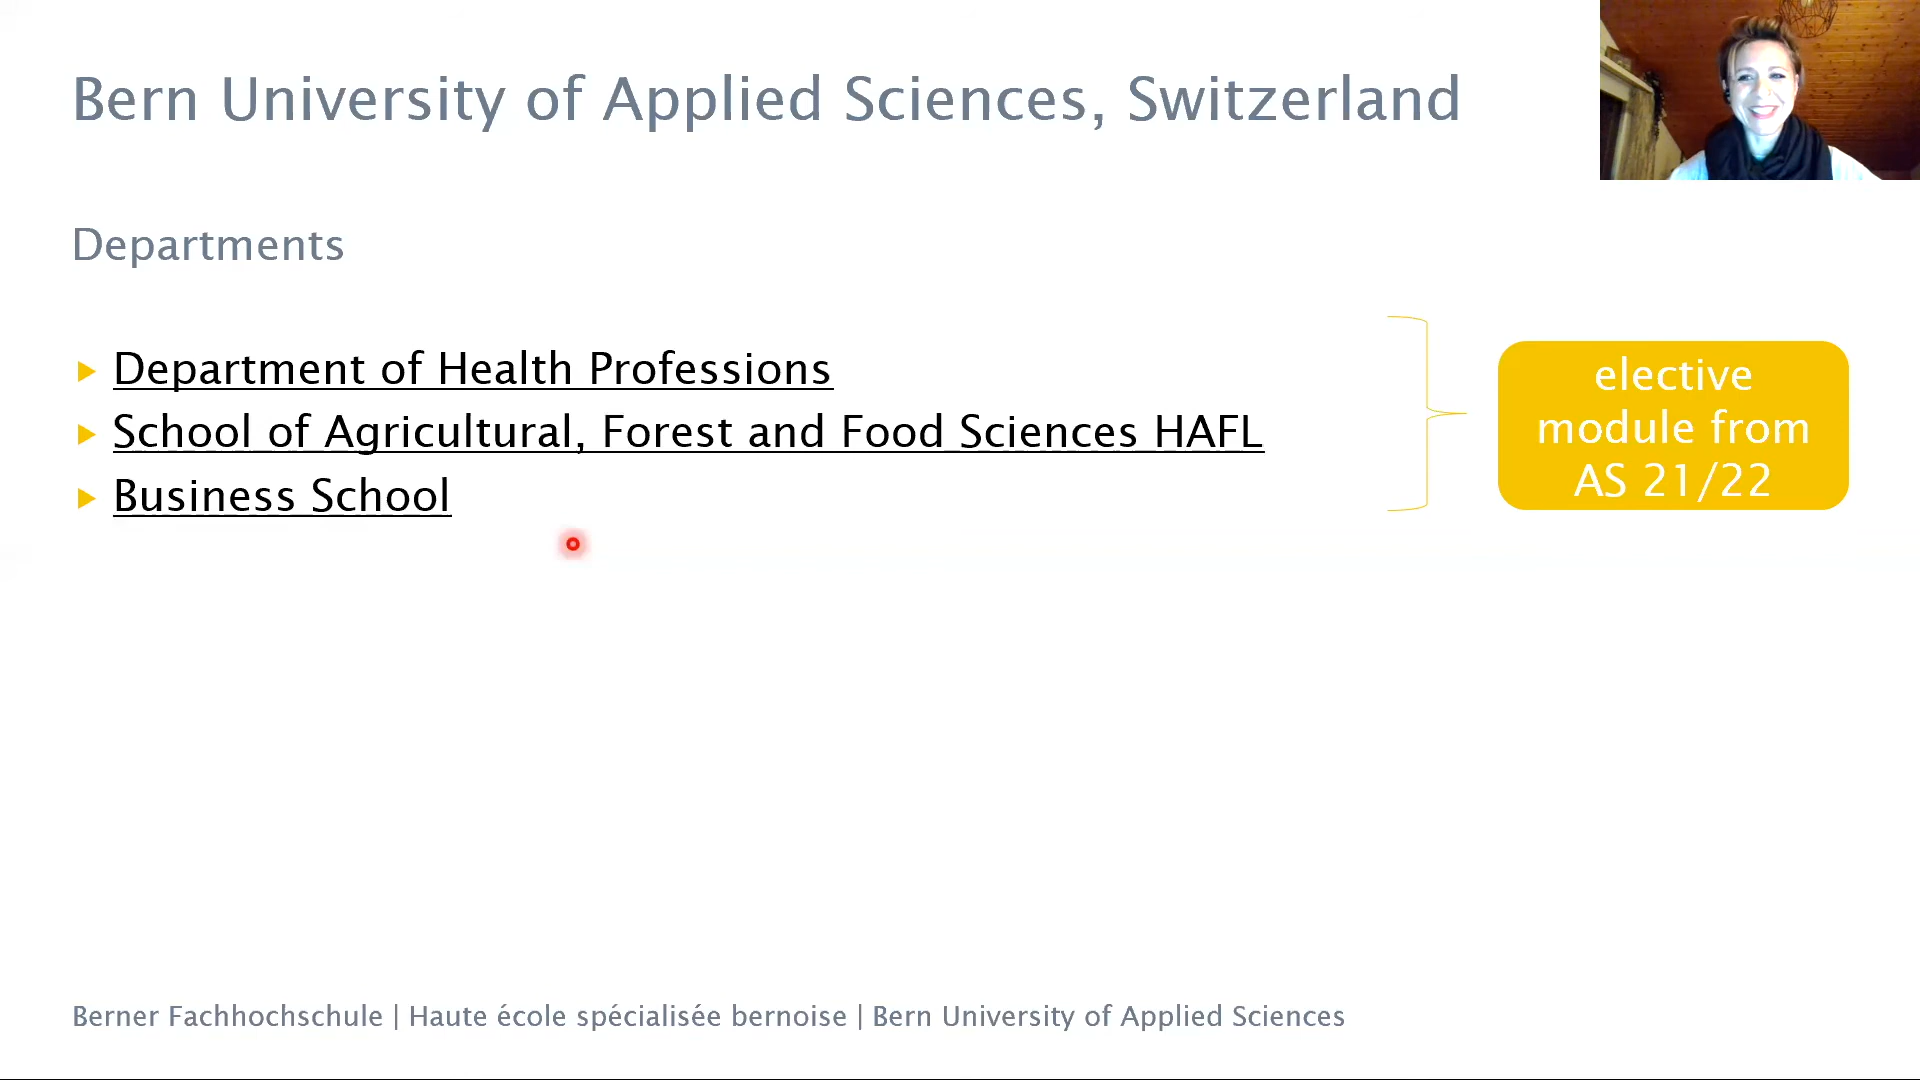 Bern University of Applied Sciences, Switzerland
Departments
Department of Health Professions
School of Agricultural, Forest and Food Sciences HAFL
Business School
elective
module from
AS 21/22
Berner Fachhochschule | Haute école spécialisée bernoise | Bern University of Applied Sciences